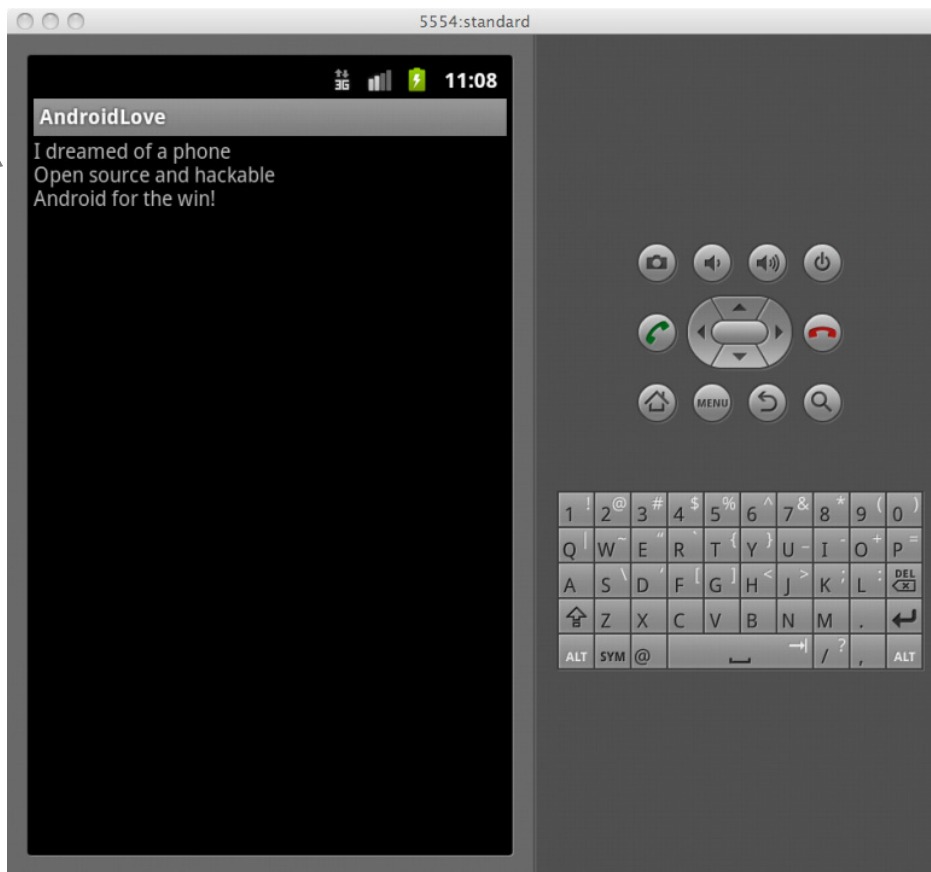 5554:standard
3G 11:08
AndroidLove
I dreamed of a phone
Open source and hackable
Android for the win!
MENU
1 ! 2 @ 3 # 4 $ 5 % 6 ^ 7 & 8 * 9 ( 0 )
Q | W ~ E " R ` T { Y } U _ I - O + P =
A S \ D ' F [ G ] H < J > K ; L : DEL
Z X C V B N M .
ALT SYM @ / ? , ALT